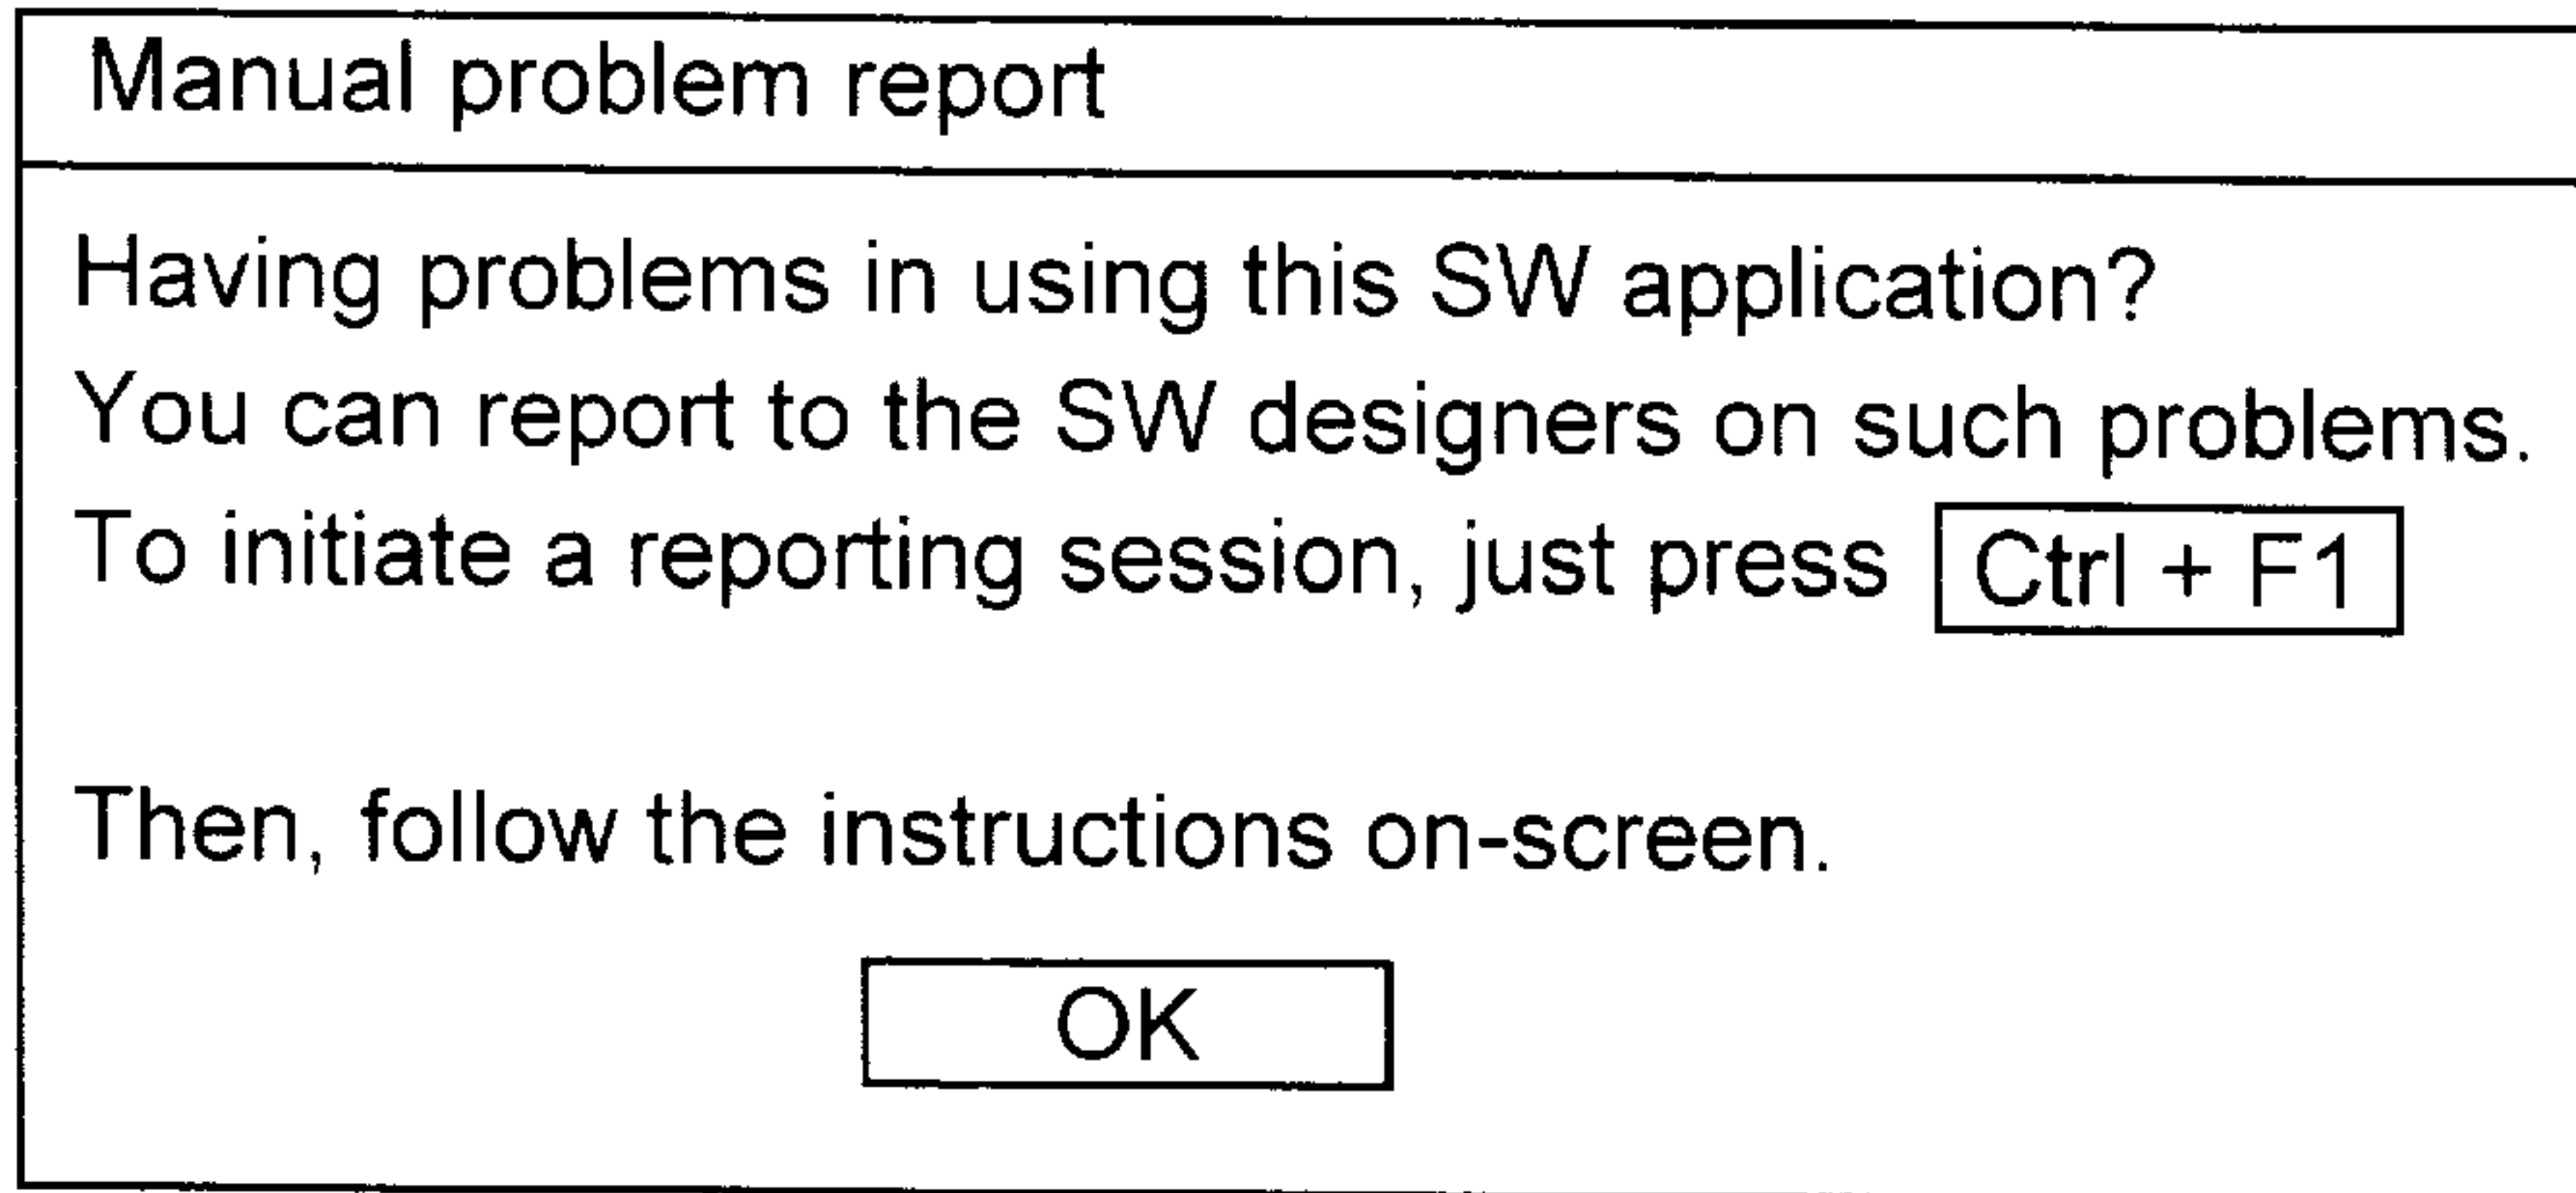 Manual problem report
Having problems in using this SW application?
You can report to the SW designers on such problems.
To initiate a reporting session, just press Ctrl + F1
Then, follow the instructions on-screen.
OK